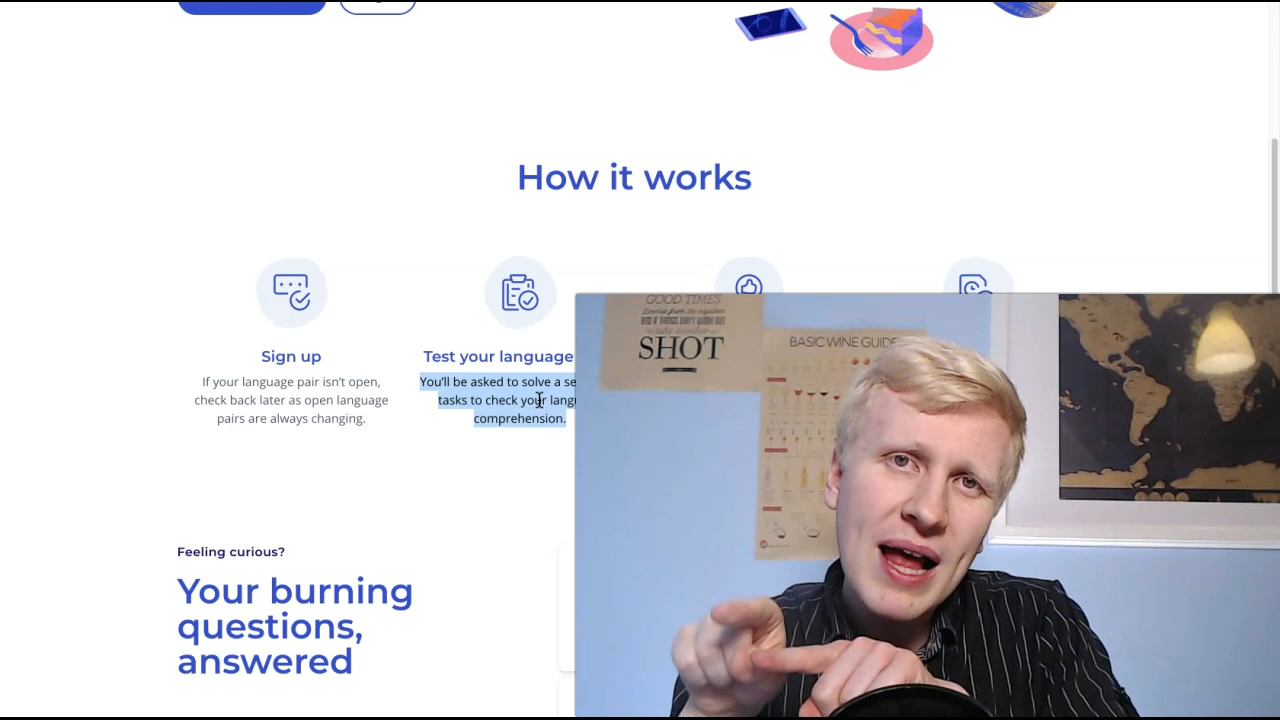 How it works
Sign up
If your language pair isn't open,
check back later as open language
pairs are always changing.
Test your language
You'll be asked to solve a
tasks to check your
comprehension.
Feeling curious?
Your burning
questions,
answered
GOOD TIMES
SHOT
BASIC WINE GUIDE